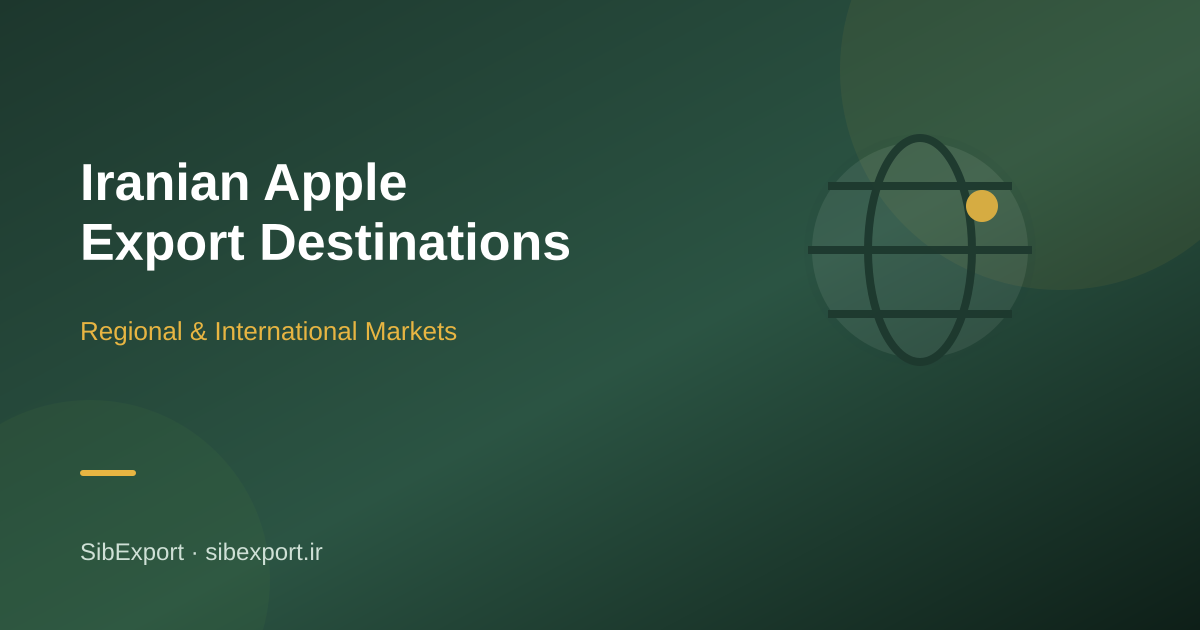 Iranian Apple
Export Destinations
Regional & International Markets
SibExport · sibexport.ir